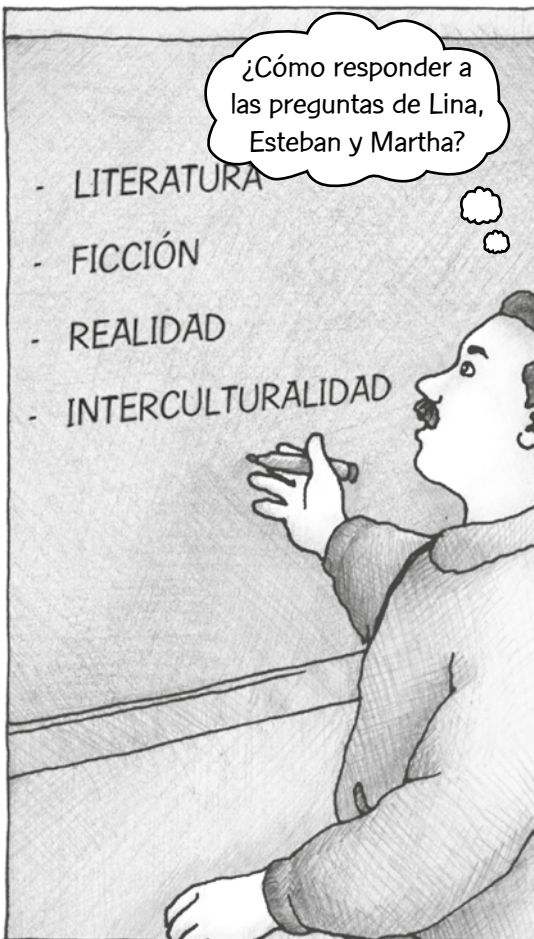 ¿Cómo responder a
las preguntas de Lina,
Esteban y Martha?
- LITERATURA
- FICCIÓN
- REALIDAD
- INTERCULTURALIDAD